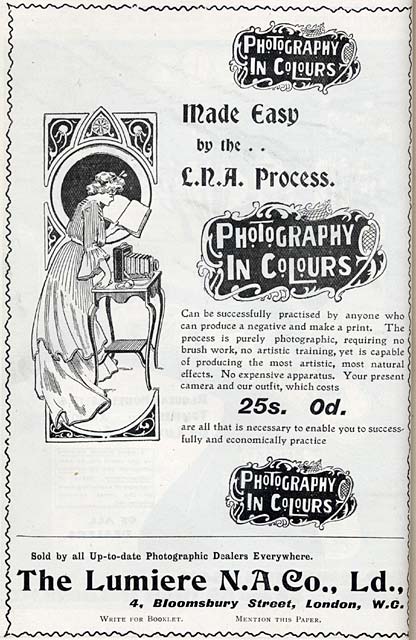 PHOTOGRAPHY
IN COLOURS
Made Easy
by the . .
L.N.A. Process.
PHOTOGRAPHY
IN COLOURS
Can be successfully practised by anyone who
can produce a negative and make a print. The
process is purely photographic, requiring no
brush work, no artistic training, yet is capable
of producing the most artistic, most natural
effects. No expensive apparatus. Your present
camera and our outfit, which costs
25s. 0d.
are all that is necessary to enable you to success-
fully and economically practice
PHOTOGRAPHY
IN COLOURS
Sold by all Up-to-date Photographic Dealers Everywhere.
The Lumiere N.A.Co., Ld.,
4, Bloomsbury Street, London, W.C.
WRITE FOR BOOKLET. MENTION THIS PAPER.